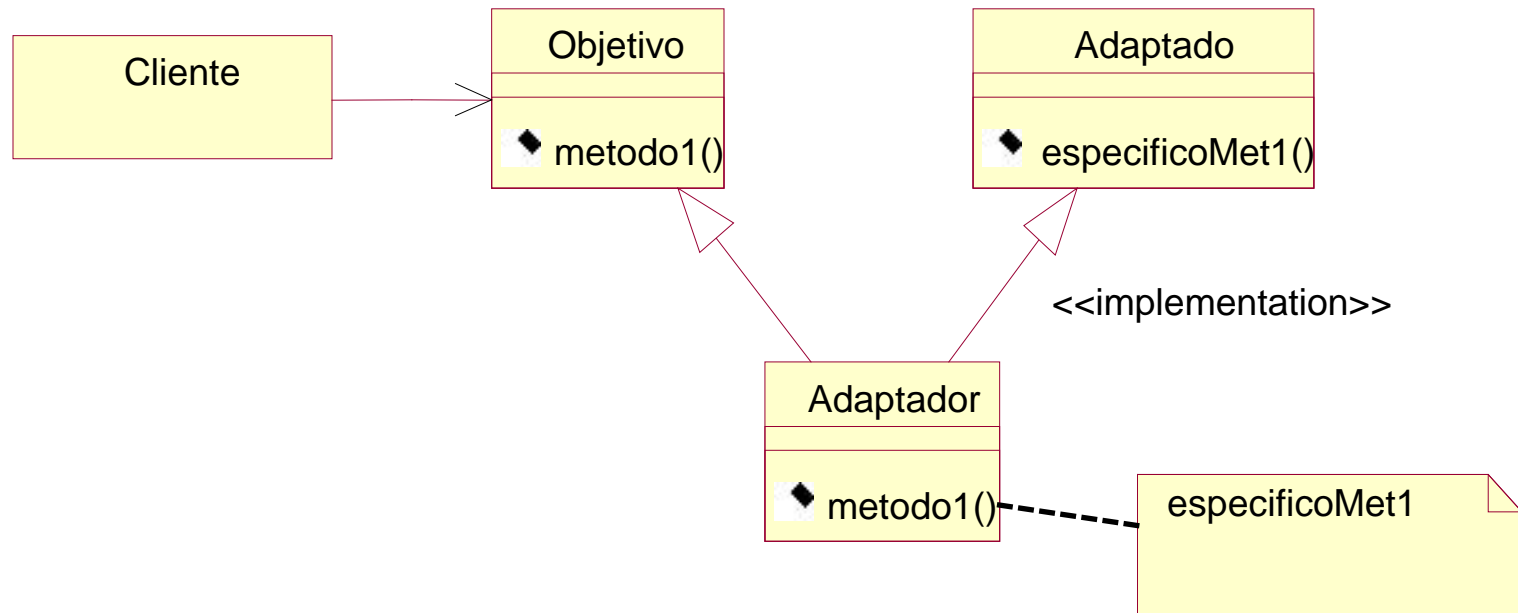 Cliente
Objetivo
metodo1()
Adaptado
especificoMet1()
<<implementation>>
Adaptador
metodo1()
especificoMet1